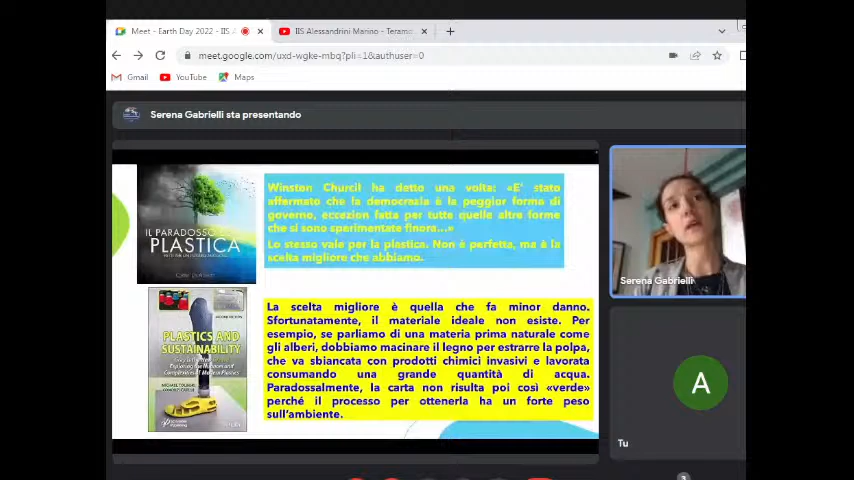 Meet - Earth Day 2022 - IIS A
IIS Alessandrini Marino - Teramo
meet.google.com/uxd-wgke-mbq?pli=1&authuser=0
Gmail YouTube Maps
Serena Gabrielli sta presentando
IL PARADOSSO
PLASTICA
Winston Churcil ha detto una volta: «E' stato
affermato che la democrazia è la peggior forma di
governo, eccezion fatta per tutte quelle altre forme
che si sono sperimentate finora...»
Lo stesso vale per la plastica. Non è perfetta, ma è la
scelta migliore che abbiamo.
PLASTICS AND
SUSTAINABILITY
La scelta migliore è quella che fa minor danno.
Sfortunatamente, il materiale ideale non esiste. Per
esempio, se parliamo di una materia prima naturale come
gli alberi, dobbiamo macinare il legno per estrarre la polpa,
che va sbiancata con prodotti chimici invasivi e lavorata
consumando una grande quantità di acqua.
Paradossalmente, la carta non risulta poi così «verde»
perché il processo per ottenerla ha un forte peso
sull'ambiente.
Serena Gabrielli
A
Tu